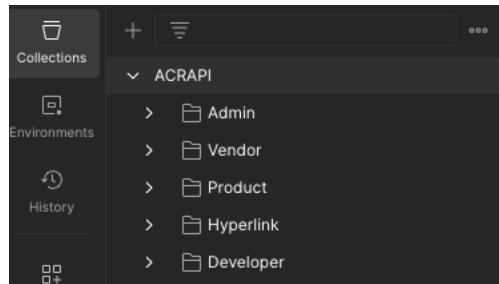 Collections
Environments
History
ACRAPI
Admin
Vendor
Product
Hyperlink
Developer